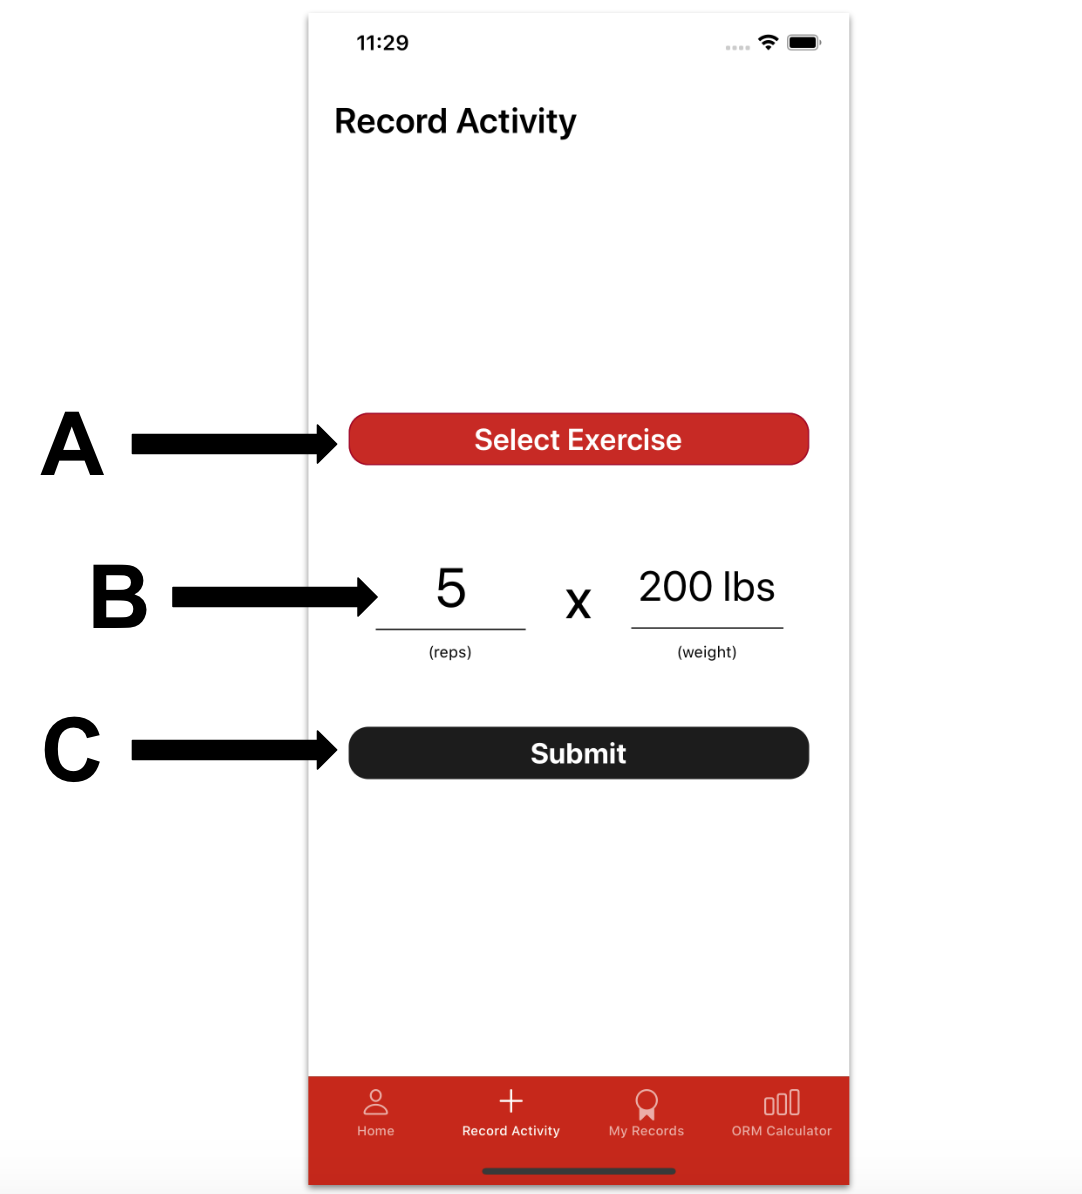 11:29
Record Activity
A
Select Exercise
B
5 x 200 lbs
(reps) (weight)
C
Submit
Home Record Activity My Records ORM Calculator